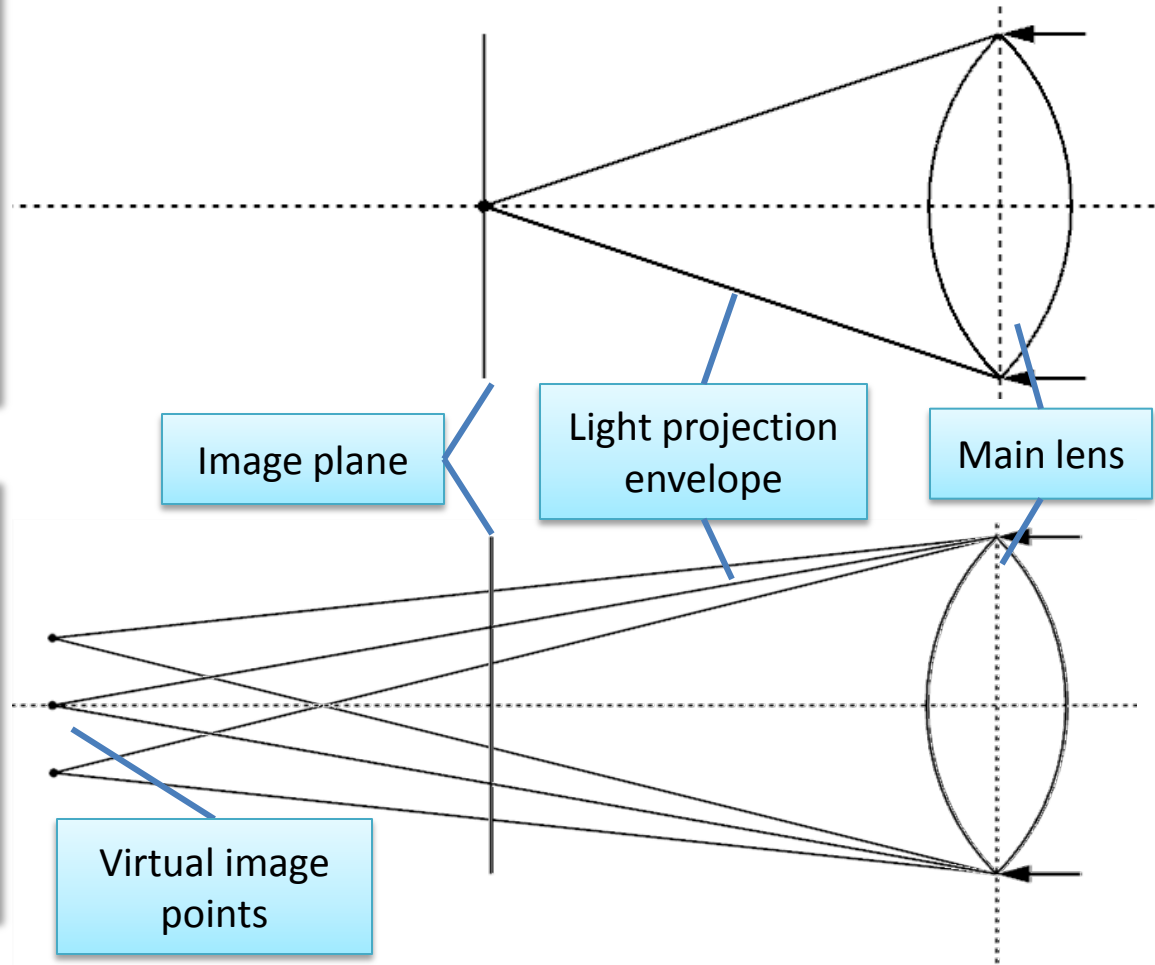 Image plane
Light projection
envelope
Main lens
Virtual image
points